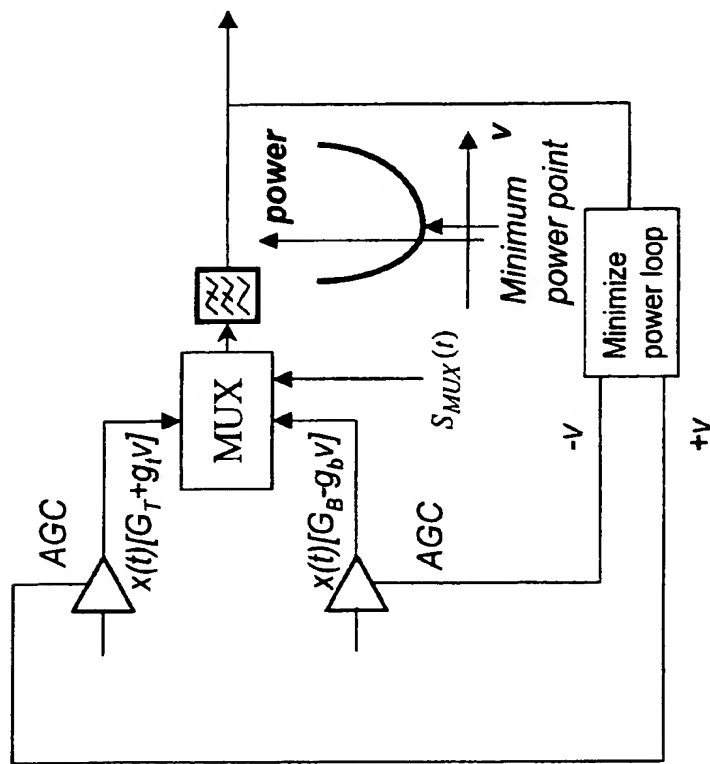 AGC
x(t)[G_T+g_tv]
MUX
x(t)[G_B-g_bv]
AGC
S_MUX(t)
power
v
Minimum
power point
Minimize
power loop
-v
+v